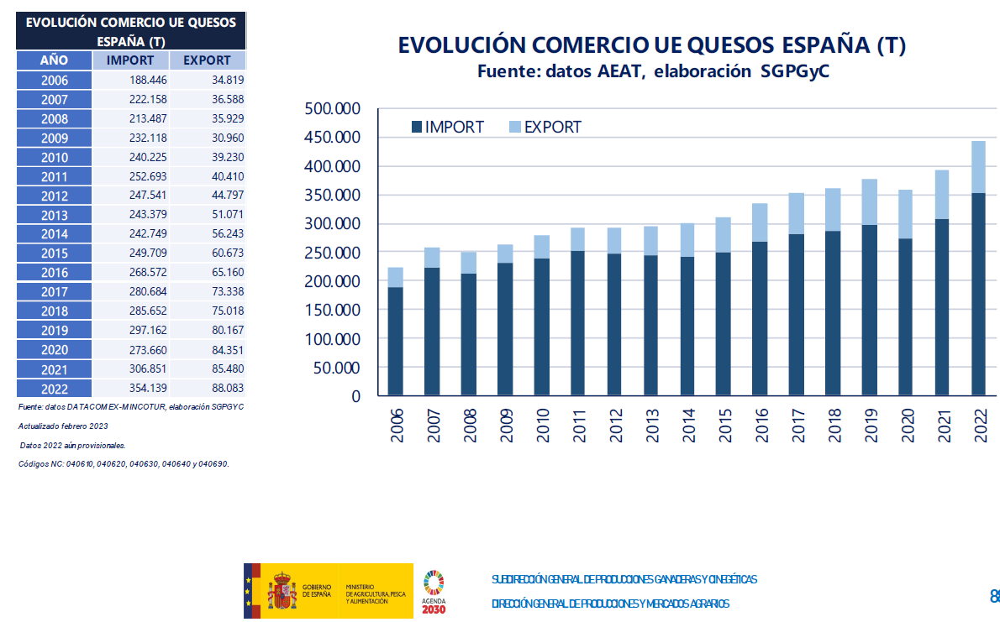 EVOLUCIÓN COMERCIO UE QUESOS
ESPAÑA (T)
AÑO IMPORT EXPORT
2006 188.446 34.819
2007 222.158 36.588
2008 213.487 35.929
2009 232.118 30.960
2010 240.225 39.230
2011 252.693 40.410
2012 247.541 44.797
2013 243.379 51.071
2014 242.749 56.243
2015 249.709 60.673
2016 268.572 65.160
2017 280.684 73.338
2018 285.652 75.018
2019 297.162 80.167
2020 273.660 84.351
2021 306.851 85.480
2022 354.139 88.083
Fuente: datos DATACOMEX-MINCOTUR, elaboración SGPGYC
Actualizado febrero 2023
Datos 2022 aún provisionales.
Códigos NC: 040610, 040620, 040630, 040640 y 040690.
EVOLUCIÓN COMERCIO UE QUESOS ESPAÑA (T)
Fuente: datos AEAT, elaboración SGPGyC
IMPORT EXPORT
500.000
450.000
400.000
350.000
300.000
250.000
200.000
150.000
100.000
50.000
0
2006 2007 2008 2009 2010 2011 2012 2013 2014 2015 2016 2017 2018 2019 2020 2021 2022
GOBIERNO
DE ESPAÑA
MINISTERIO
DE AGRICULTURA, PESCA
Y ALIMENTACIÓN
AGENDA
2030
SUBDIRECCIÓN GENERAL DE PRODUCCIONES GANADERAS Y CINEGÉTICAS
DIRECCIÓN GENERAL DE PRODUCCIONES Y MERCADOS AGRARIOS